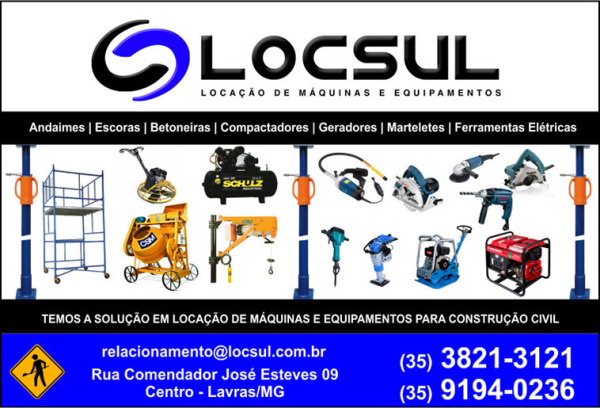 LOCSUL
LOCAÇÃO DE MÁQUINAS E EQUIPAMENTOS
Andaimes | Escoras | Betoneiras | Compactadores | Geradores | Marteletes | Ferramentas Elétricas
SCHULZ
CSM
TEMOS A SOLUÇÃO EM LOCAÇÃO DE MÁQUINAS E EQUIPAMENTOS PARA CONSTRUÇÃO CIVIL
relacionamento@locsul.com.br
Rua Comendador José Esteves 09
Centro - Lavras/MG
(35) 3821-3121
(35) 9194-0236